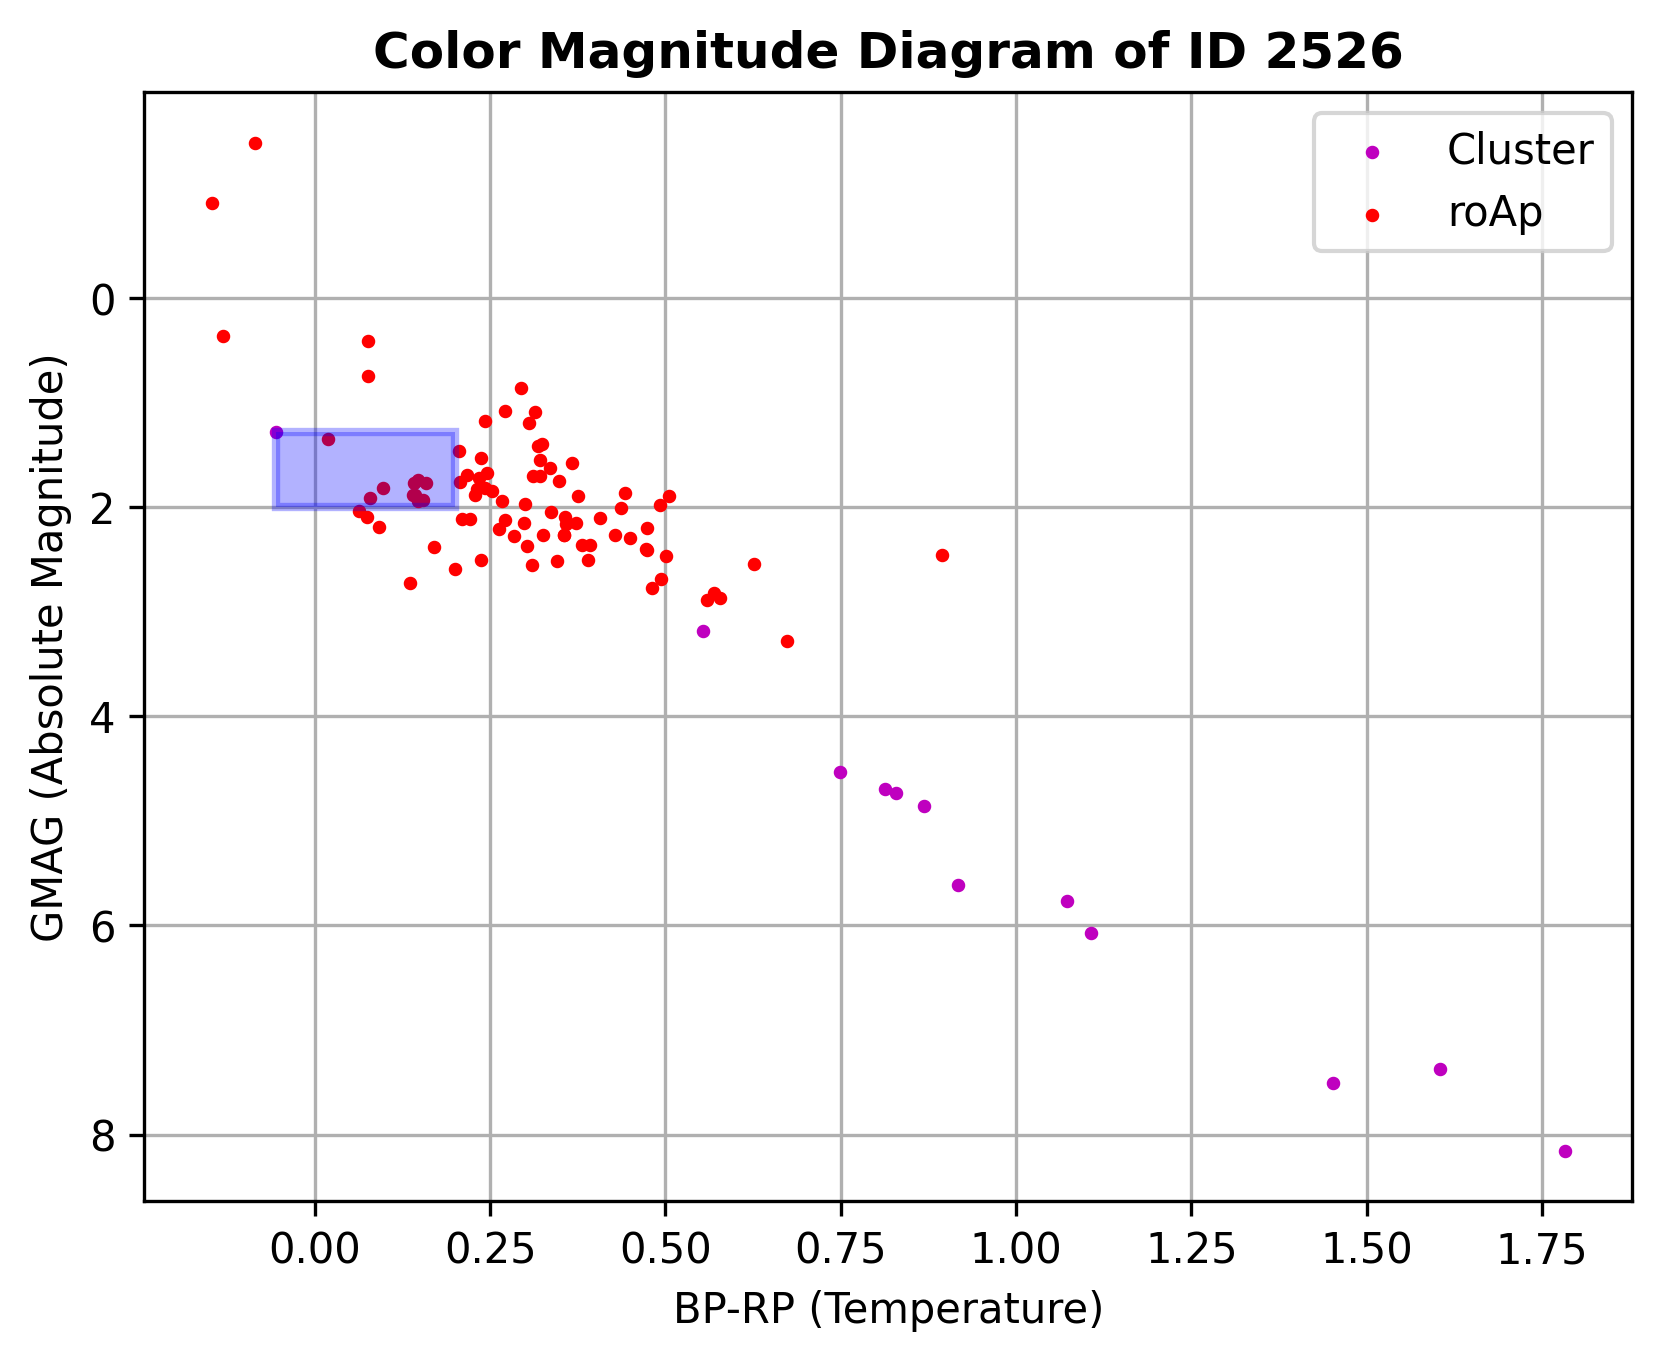 Color Magnitude Diagram of ID 2526
Cluster
roAp
GMAG (Absolute Magnitude)
0
2
4
6
8
0.00 0.25 0.50 0.75 1.00 1.25 1.50 1.75
BP-RP (Temperature)